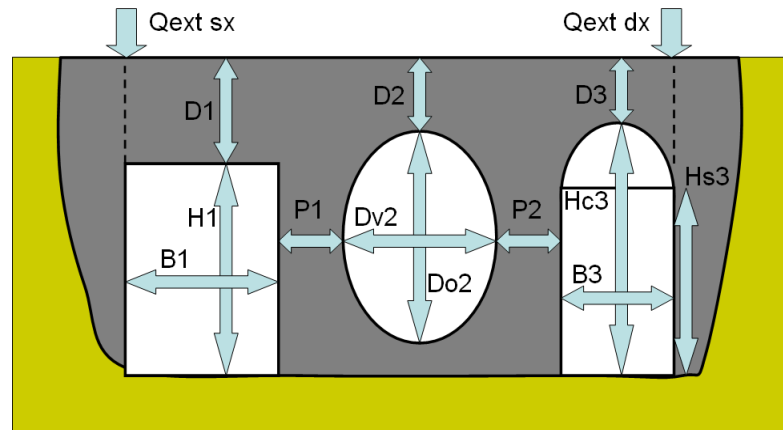 Qext sx
Qext dx
D1
D2
D3
H1
P1
Dv2
P2
Hc3
Hs3
B1
Do2
B3